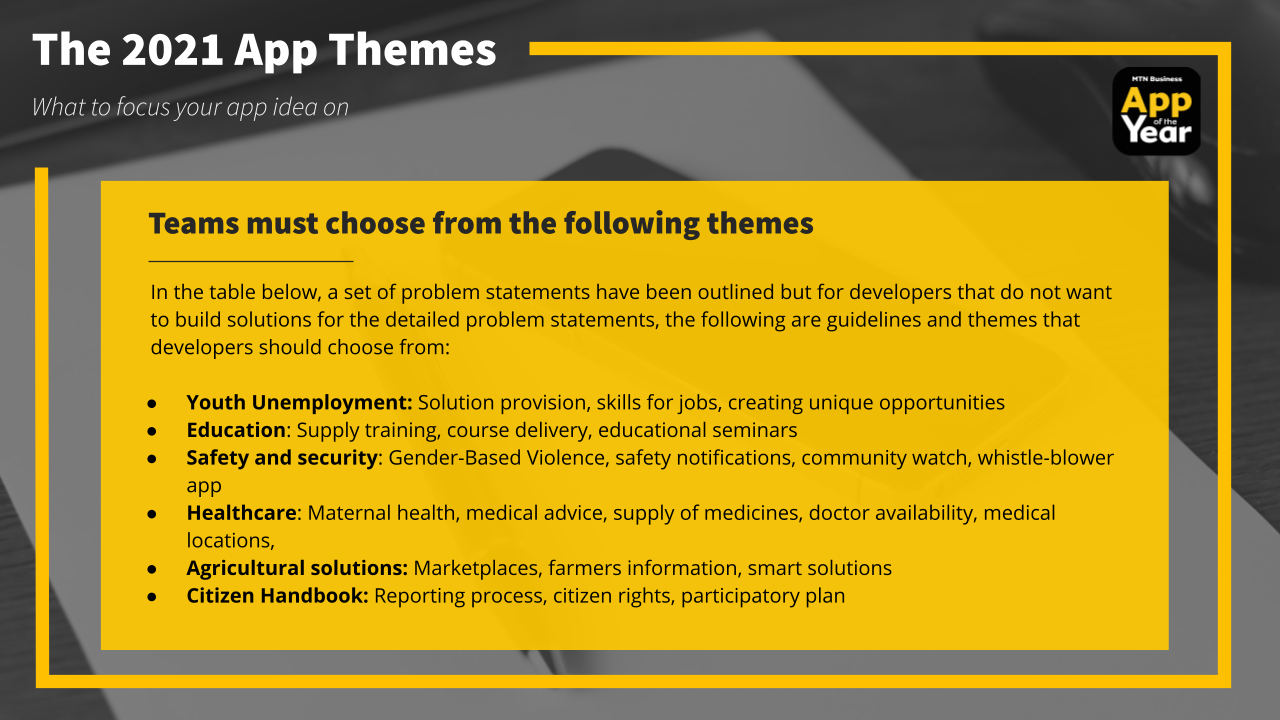 The 2021 App Themes
What to focus your app idea on
MTN Business
App
of the
Year
Teams must choose from the following themes
In the table below, a set of problem statements have been outlined but for developers that do not want
to build solutions for the detailed problem statements, the following are guidelines and themes that
developers should choose from:
● Youth Unemployment: Solution provision, skills for jobs, creating unique opportunities
● Education: Supply training, course delivery, educational seminars
● Safety and security: Gender-Based Violence, safety notifications, community watch, whistle-blower
app
● Healthcare: Maternal health, medical advice, supply of medicines, doctor availability, medical
locations,
● Agricultural solutions: Marketplaces, farmers information, smart solutions
● Citizen Handbook: Reporting process, citizen rights, participatory plan